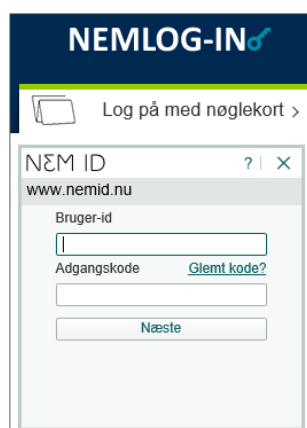 NEMLOG-IN
Log på med nøglekort >
NEM ID ? | ×
www.nemid.nu
Bruger-id
Adgangskode Glemt kode?
Næste